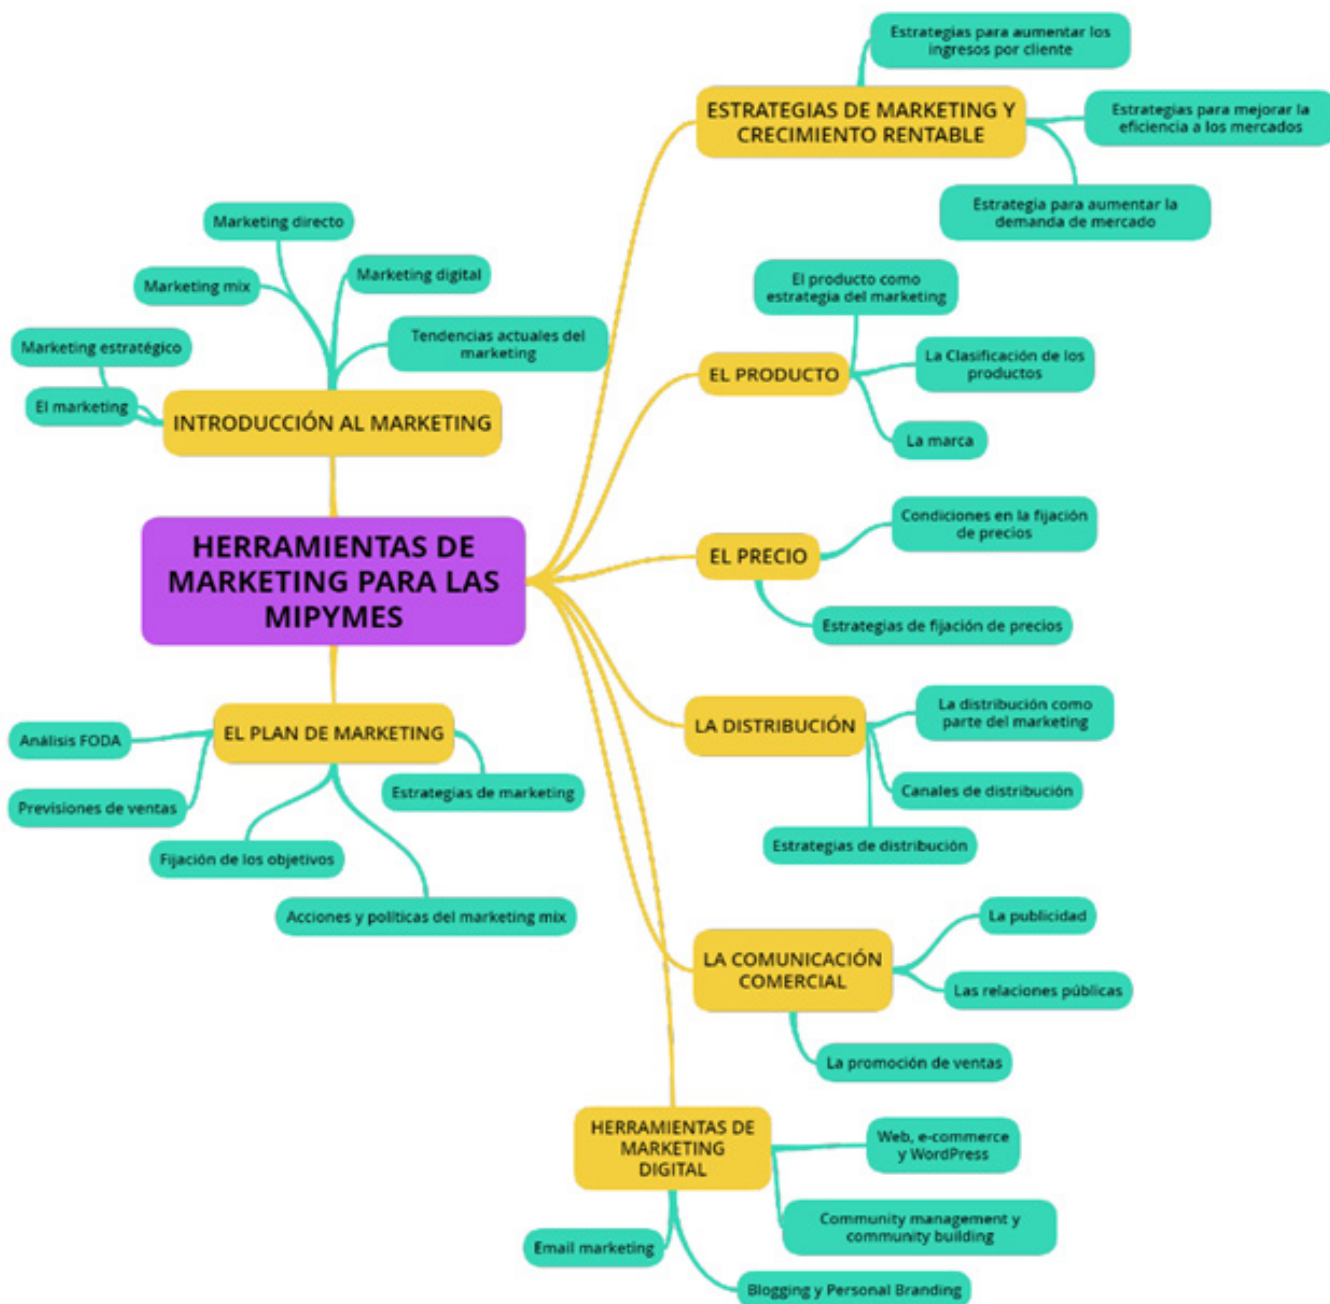 Estrategias para aumentar los
ingresos por cliente
ESTRATEGIAS DE MARKETING Y
CRECIMIENTO RENTABLE
Estrategias para mejorar la
eficiencia a los mercados
Estrategia para aumentar la
demanda de mercado
Marketing directo
Marketing mix
Marketing digital
Marketing estratégico
Tendencias actuales del
marketing
El marketing
INTRODUCCIÓN AL MARKETING
El producto como
estrategia del marketing
EL PRODUCTO
La Clasificación de los
productos
La marca
HERRAMIENTAS DE
MARKETING PARA LAS
MIPYMES
EL PRECIO
Condiciones en la fijación
de precios
Estrategias de fijación de precios
EL PLAN DE MARKETING
Análisis FODA
Previsiones de ventas
Fijación de los objetivos
Acciones y políticas del marketing mix
Estrategias de marketing
LA DISTRIBUCIÓN
La distribución como
parte del marketing
Canales de distribución
Estrategias de distribución
LA COMUNICACIÓN
COMERCIAL
La publicidad
Las relaciones públicas
La promoción de ventas
HERRAMIENTAS DE
MARKETING
DIGITAL
Web, e-commerce
y WordPress
Community management y
community building
Email marketing
Blogging y Personal Branding